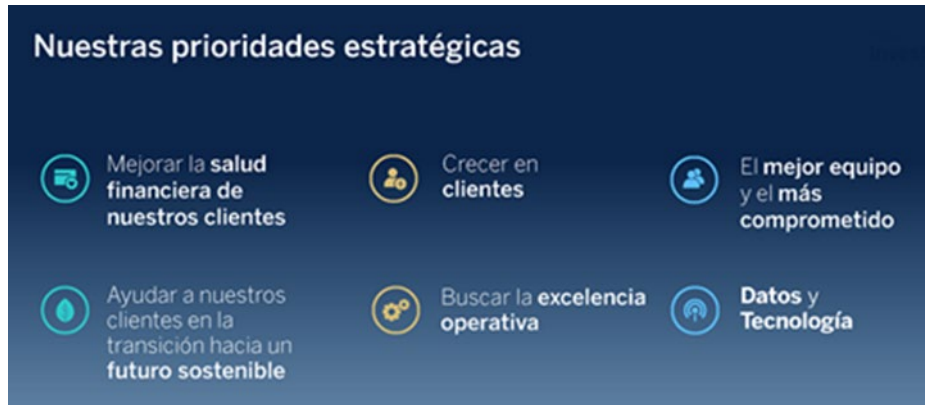 Nuestras prioridades estratégicas
Mejorar la salud
financiera de
nuestros clientes
Crecer en
clientes
El mejor equipo
y el más
comprometido
Ayudar a nuestros
clientes en la
transición hacia un
futuro sostenible
Buscar la excelencia
operativa
Datos y
Tecnología